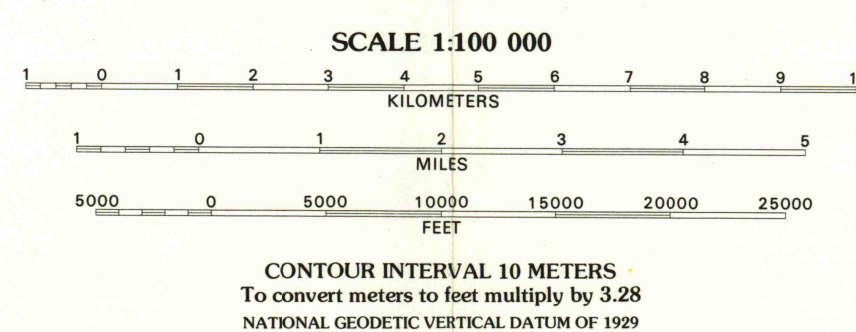 SCALE 1:100 000
1 0 1 2 3 4 5 6 7 8 9 1
KILOMETERS
1 0 1 2 3 4 5
MILES
5000 0 5000 10000 15000 20000 25000
FEET
CONTOUR INTERVAL 10 METERS
To convert meters to feet multiply by 3.28
NATIONAL GEODETIC VERTICAL DATUM OF 1929